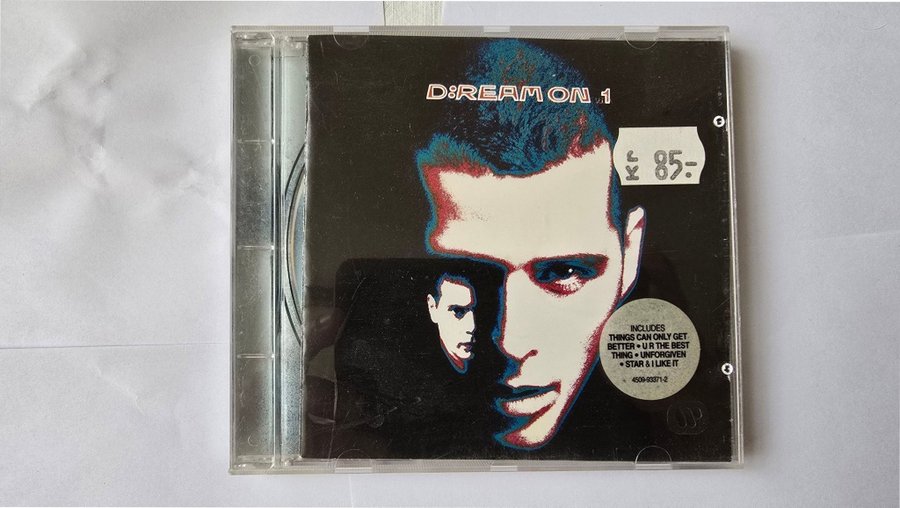 D:REAM ON .1
KR 85:-
INCLUDES
THINGS CAN ONLY GET
BETTER • U R THE BEST
THING • UNFORGIVEN
• STAR & I LIKE IT
4509-93371-2